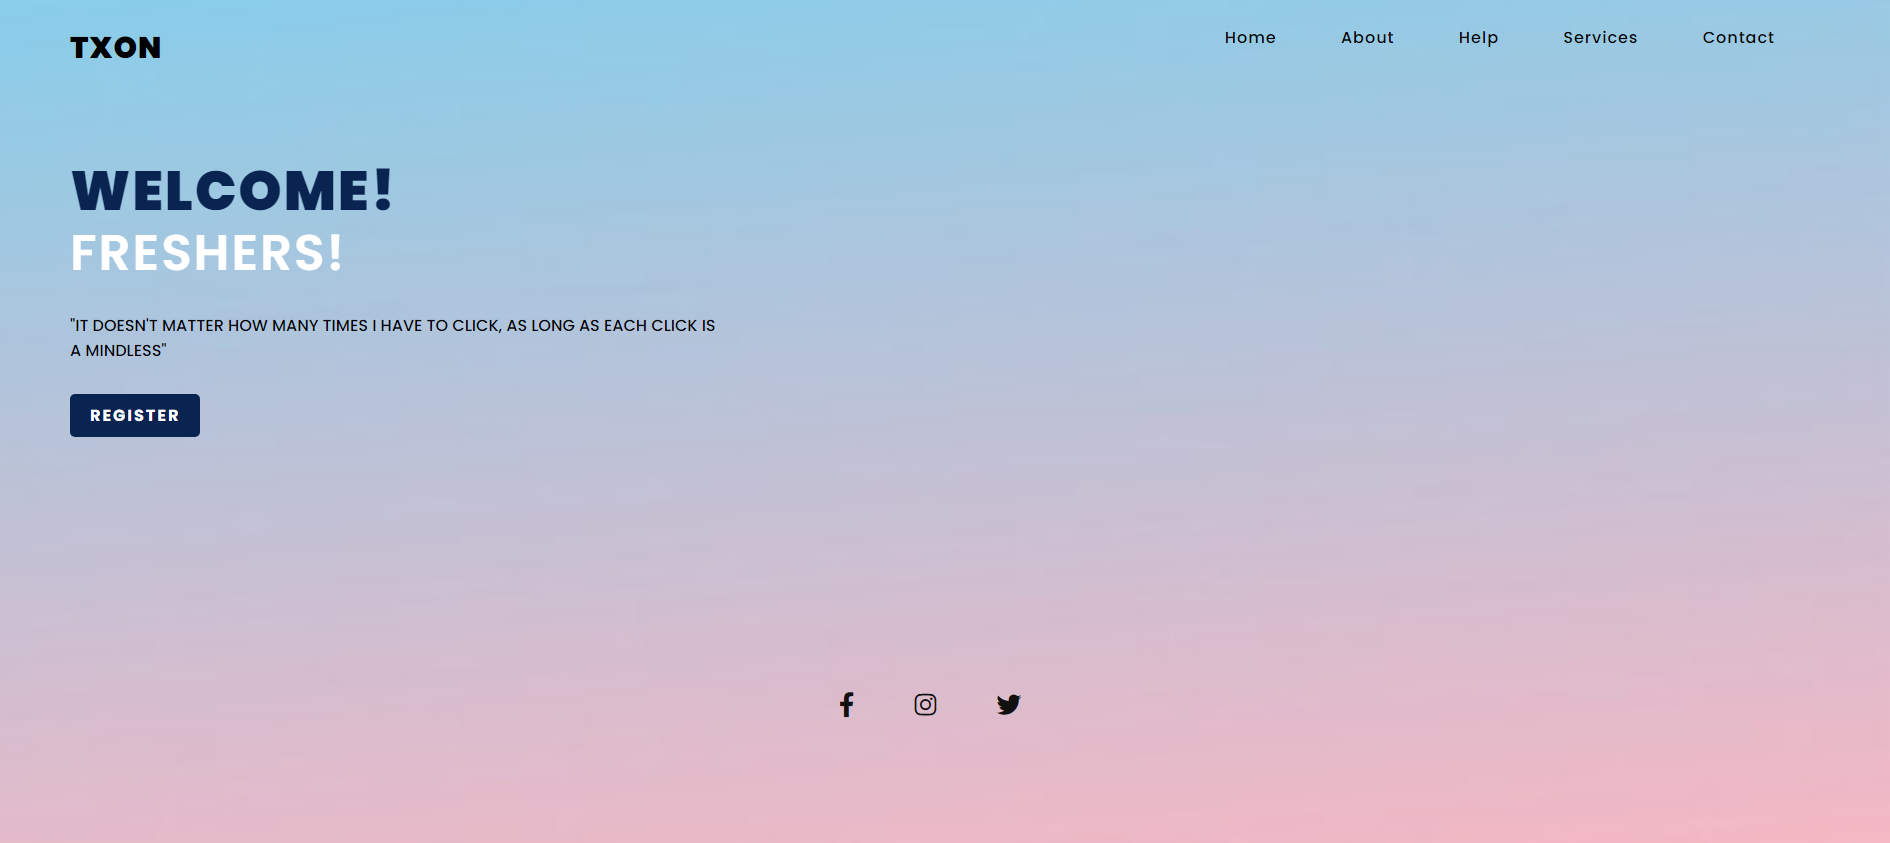 TXON
Home About Help Services Contact
WELCOME!
FRESHERS!
"IT DOESN'T MATTER HOW MANY TIMES I HAVE TO CLICK, AS LONG AS EACH CLICK IS
A MINDLESS"
REGISTER